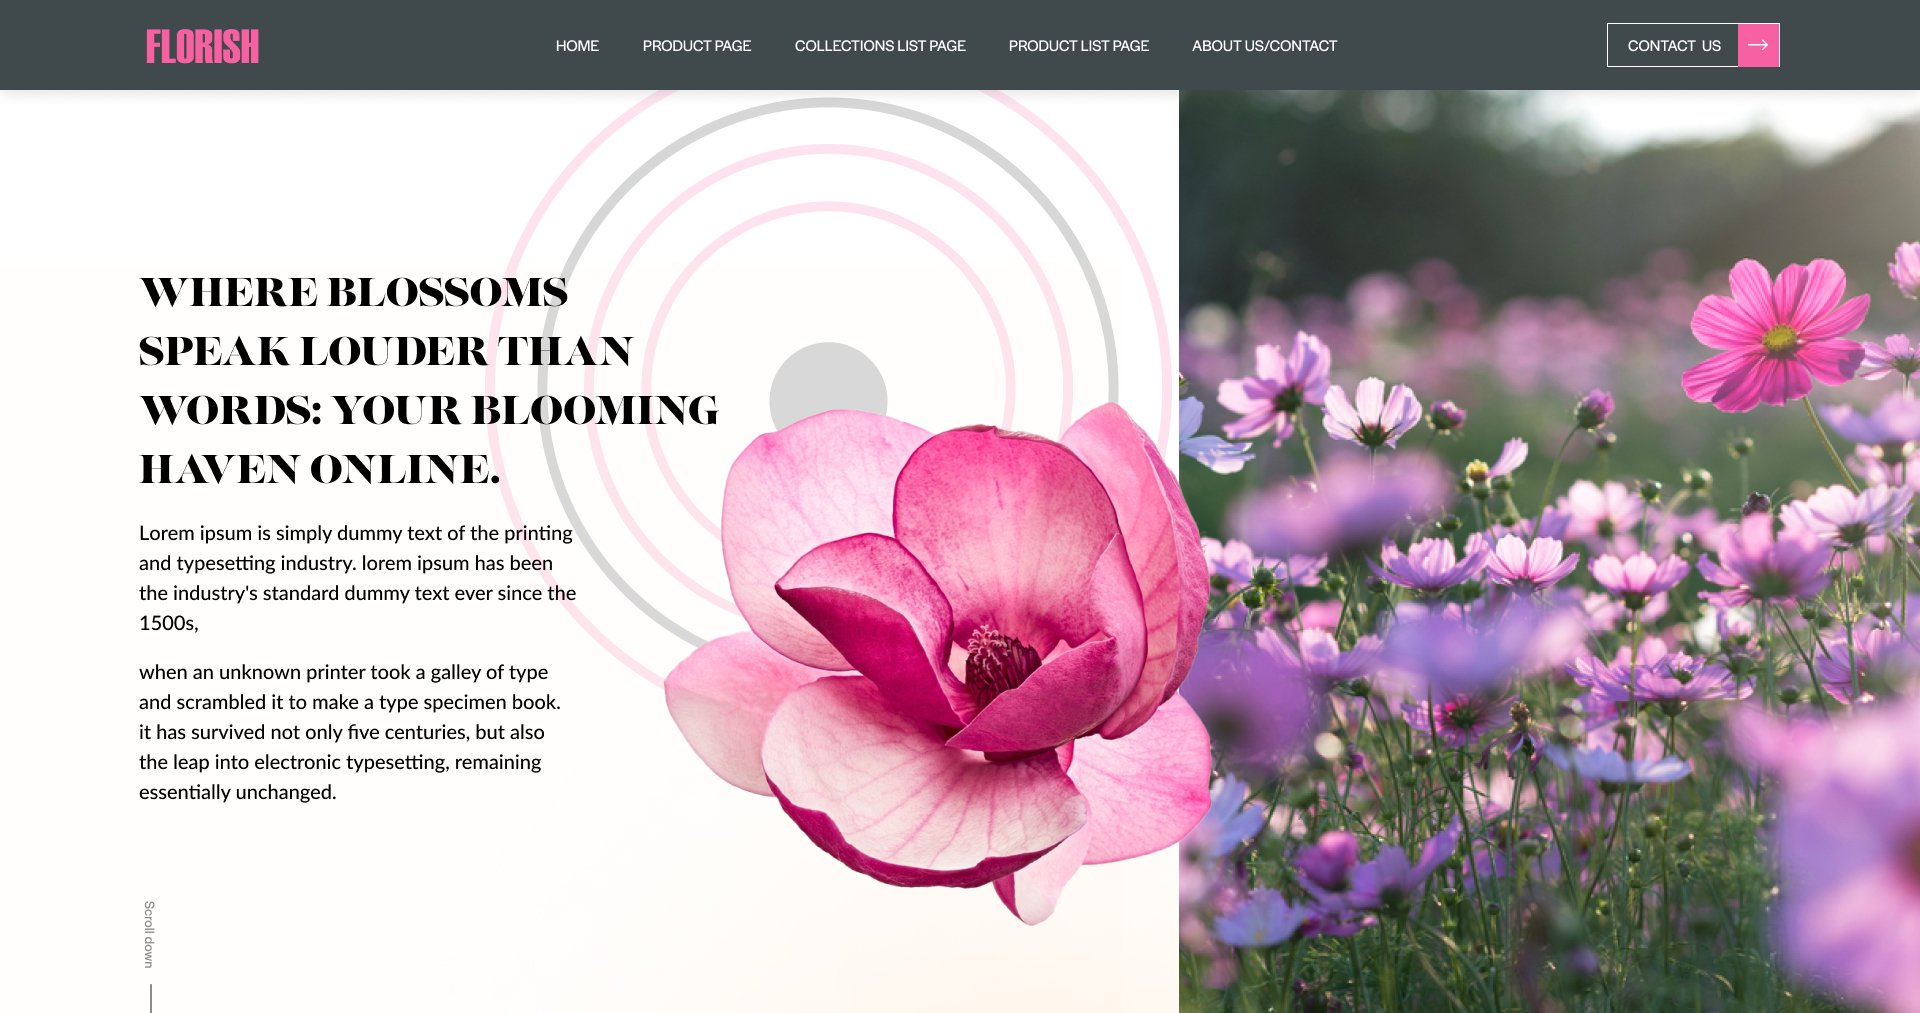 FLORISH
HOME
PRODUCT PAGE
COLLECTIONS LIST PAGE
PRODUCT LIST PAGE
ABOUT US/CONTACT
CONTACT US
WHERE BLOSSOMS
SPEAK LOUDER THAN
WORDS: YOUR BLOOMING
HAVEN ONLINE.
Lorem ipsum is simply dummy text of the printing
and typesetting industry. lorem ipsum has been
the industry's standard dummy text ever since the
1500s,
when an unknown printer took a galley of type
and scrambled it to make a type specimen book.
it has survived not only five centuries, but also
the leap into electronic typesetting, remaining
essentially unchanged.
Scroll down